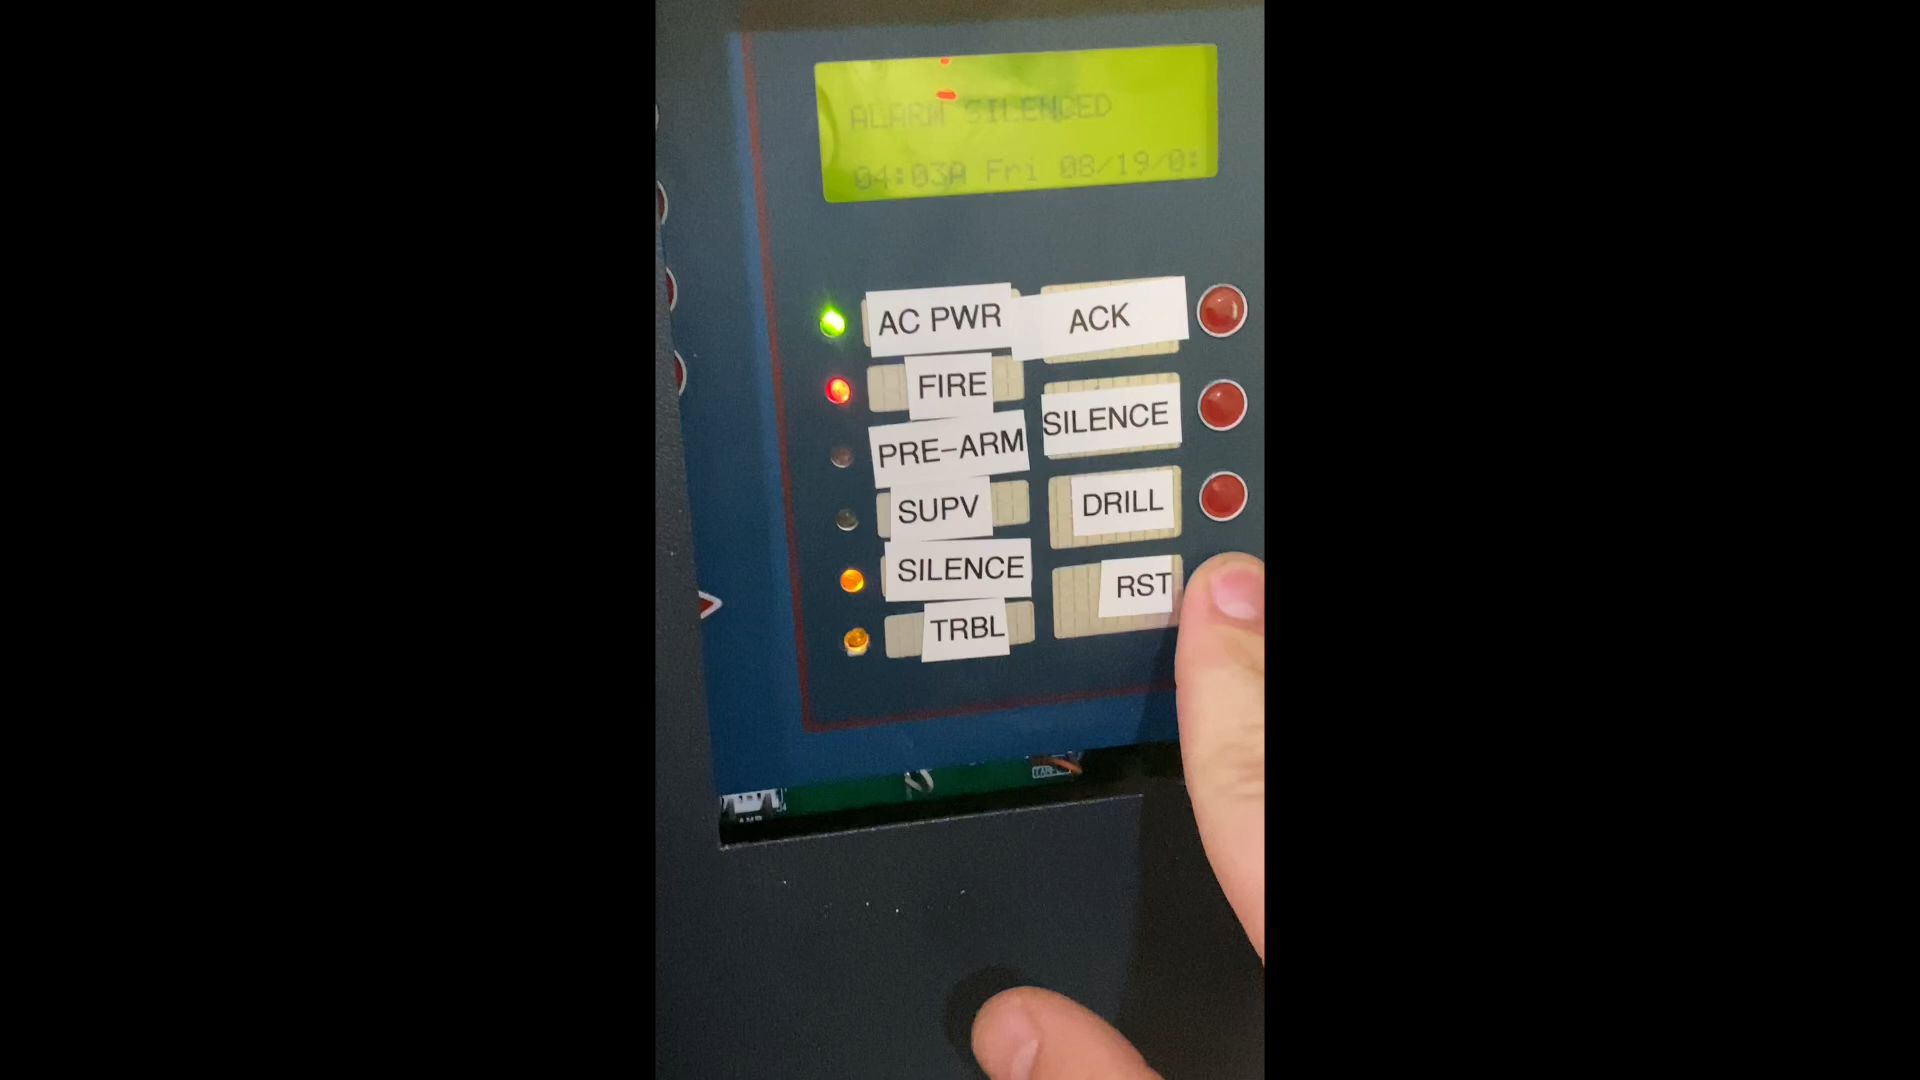 ALARM SILENCED
04:03A Fri 08/19/0:
AC PWR
FIRE
PRE-ARM
SUPV
SILENCE
TRBL
ACK
SILENCE
DRILL
RST